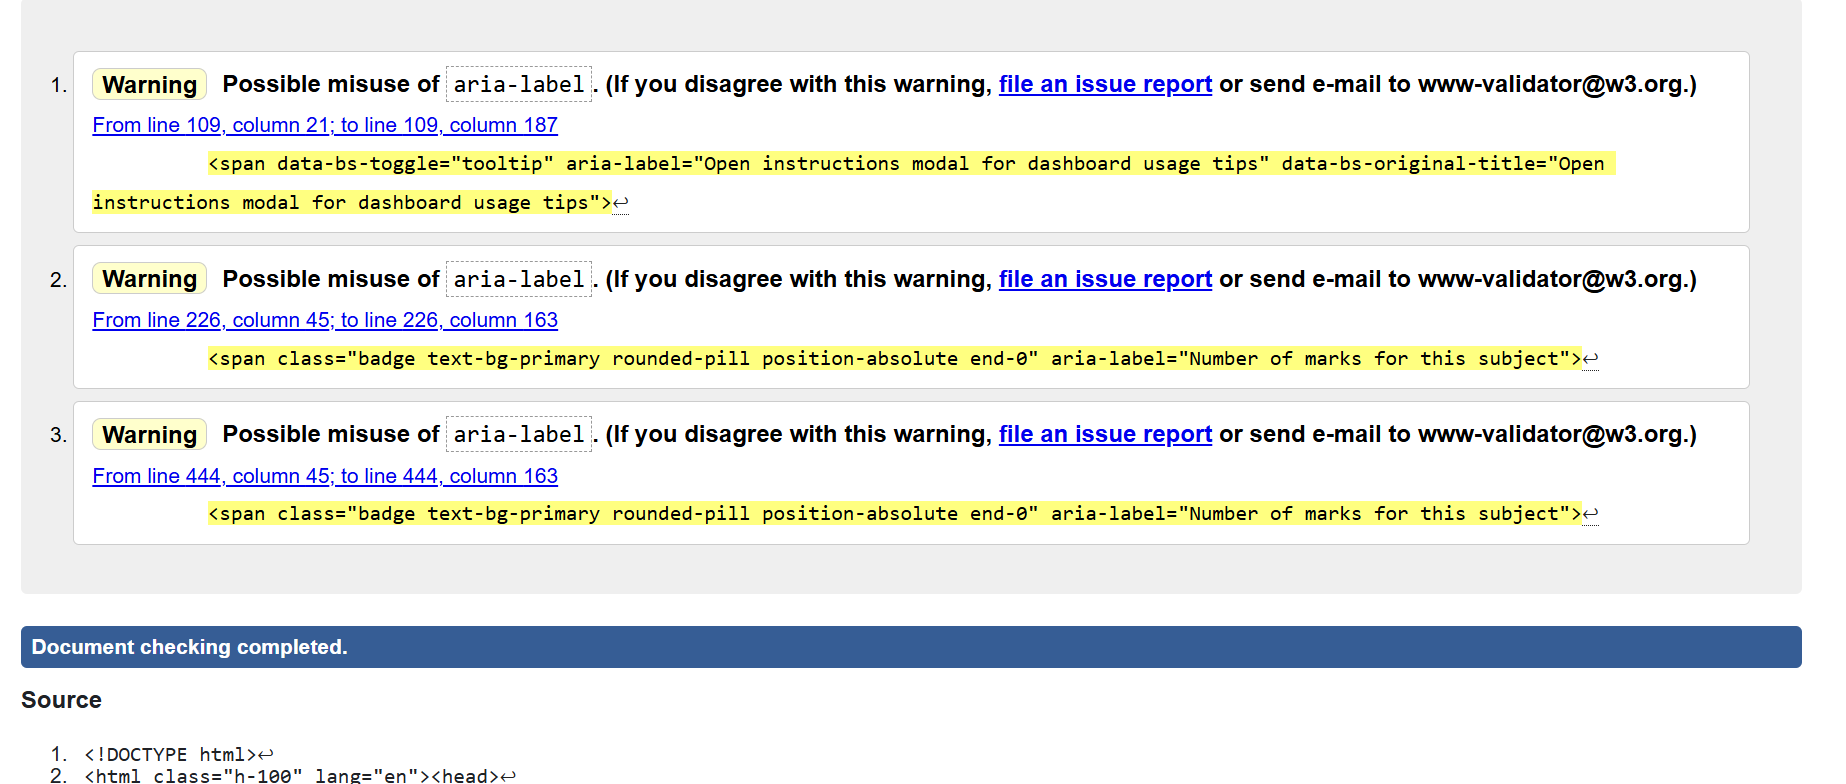 1. Warning Possible misuse of aria-label. (If you disagree with this warning, file an issue report or send e-mail to www-validator@w3.org.)
From line 109, column 21; to line 109, column 187
<span data-bs-toggle="tooltip" aria-label="Open instructions modal for dashboard usage tips" data-bs-original-title="Open
instructions modal for dashboard usage tips">↩
2. Warning Possible misuse of aria-label. (If you disagree with this warning, file an issue report or send e-mail to www-validator@w3.org.)
From line 226, column 45; to line 226, column 163
<span class="badge text-bg-primary rounded-pill position-absolute end-0" aria-label="Number of marks for this subject">↩
3. Warning Possible misuse of aria-label. (If you disagree with this warning, file an issue report or send e-mail to www-validator@w3.org.)
From line 444, column 45; to line 444, column 163
<span class="badge text-bg-primary rounded-pill position-absolute end-0" aria-label="Number of marks for this subject">↩
Document checking completed.
Source
1. <!DOCTYPE html>↩
2. <html class="h-100" lang="en"><head>↩